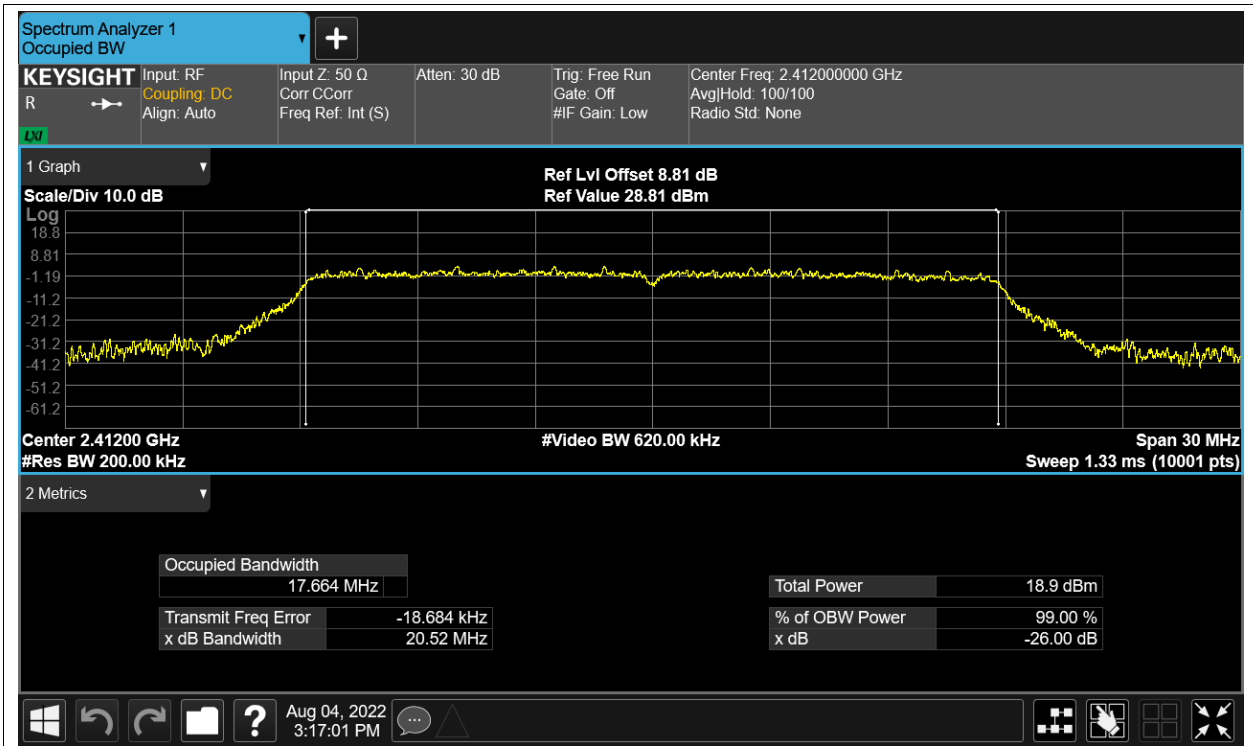 Spectrum Analyzer 1
Occupied BW
KEYSIGHT
R
LXI
Input: RF
Coupling: DC
Align: Auto
Input Z: 50 Ω
Corr CCorr
Freq Ref: Int (S)
Atten: 30 dB
Trig: Free Run
Gate: Off
#IF Gain: Low
Center Freq: 2.412000000 GHz
Avg|Hold: 100/100
Radio Std: None
1 Graph
Scale/Div 10.0 dB
Ref Lvl Offset 8.81 dB
Ref Value 28.81 dBm
Log
18.8
8.81
-1.19
-11.2
-21.2
-31.2
-41.2
-51.2
-61.2
Center 2.41200 GHz
#Video BW 620.00 kHz
Span 30 MHz
#Res BW 200.00 kHz
Sweep 1.33 ms (10001 pts)
2 Metrics
Occupied Bandwidth
17.664 MHz
Total Power 18.9 dBm
Transmit Freq Error -18.684 kHz
% of OBW Power 99.00 %
x dB Bandwidth 20.52 MHz
x dB -26.00 dB
?
Aug 04, 2022
3:17:01 PM